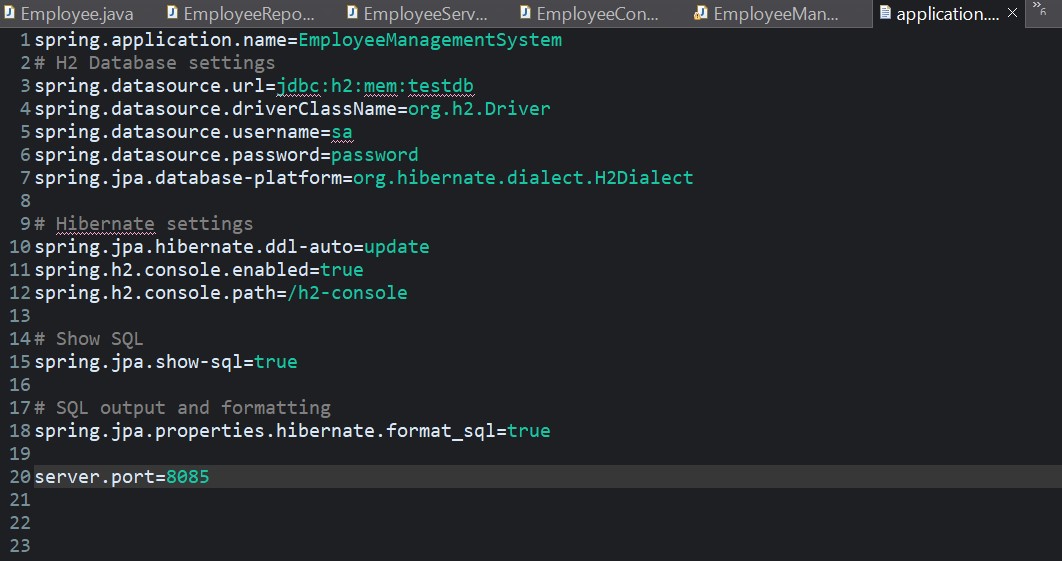 Employee.java EmployeeRepo... EmployeeServ... EmployeeCon... EmployeeMan... application.... »6
1 spring.application.name=EmployeeManagementSystem
2 # H2 Database settings
3 spring.datasource.url=jdbc:h2:mem:testdb
4 spring.datasource.driverClassName=org.h2.Driver
5 spring.datasource.username=sa
6 spring.datasource.password=password
7 spring.jpa.database-platform=org.hibernate.dialect.H2Dialect
8
9 # Hibernate settings
10 spring.jpa.hibernate.ddl-auto=update
11 spring.h2.console.enabled=true
12 spring.h2.console.path=/h2-console
13
14 # Show SQL
15 spring.jpa.show-sql=true
16
17 # SQL output and formatting
18 spring.jpa.properties.hibernate.format_sql=true
19
20 server.port=8085
21
22
23